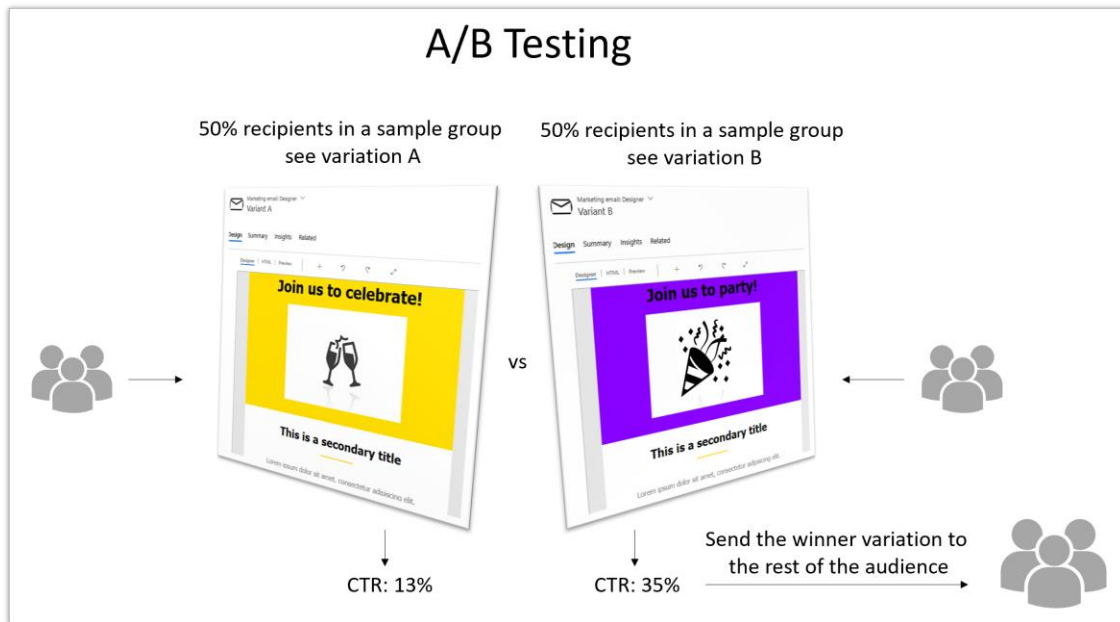 A/B Testing
50% recipients in a sample group
see variation A
50% recipients in a sample group
see variation B
Marketing email: Designer
Variant A
Design Summary Insights Related
Designer | HTML | Preview
Join us to celebrate!
This is a secondary title
Lorem ipsum dolor sit amet, consectetur adipisicing elit.
vs
Marketing email: Designer
Variant B
Design Summary Insights Related
Designer | HTML | Preview
Join us to party!
This is a secondary title
Lorem ipsum dolor sit amet, consectetur adipisicing elit.
CTR: 13%
CTR: 35%
Send the winner variation to
the rest of the audience